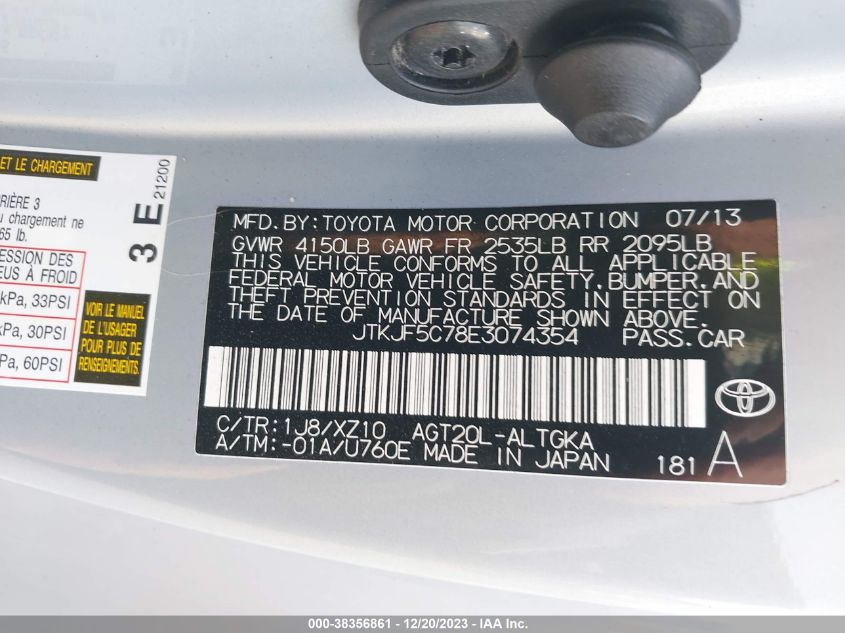 ET LE CHARGEMENT
RIÈRE 3
u chargement ne
65 lb.
ESSION DES
EUS À FROID
kPa, 33PSI
kPa, 30PSI
Pa, 60PSI
3 E
21200
VOIR LE MANUEL
DE L'USAGER
POUR PLUS DE
RENSEIGNEMENTS
MFD.BY:TOYOTA MOTOR CORPORATION 07/13
GVWR 4150LB GAWR FR 2535LB RR 2095LB
THIS VEHICLE CONFORMS TO ALL APPLICABLE
FEDERAL MOTOR VEHICLE SAFETY,BUMPER,AND
THEFT PREVENTION STANDARDS IN EFFECT ON
THE DATE OF MANUFACTURE SHOWN ABOVE.
JTKJF5C78E3074354 PASS.CAR
C/TR:1J8/XZ10 AGT20L-ALTGKA
A/TM:-01A/U760E MADE IN JAPAN 181 A
TOYOTA
000-38356861 - 12/20/2023 - IAA Inc.